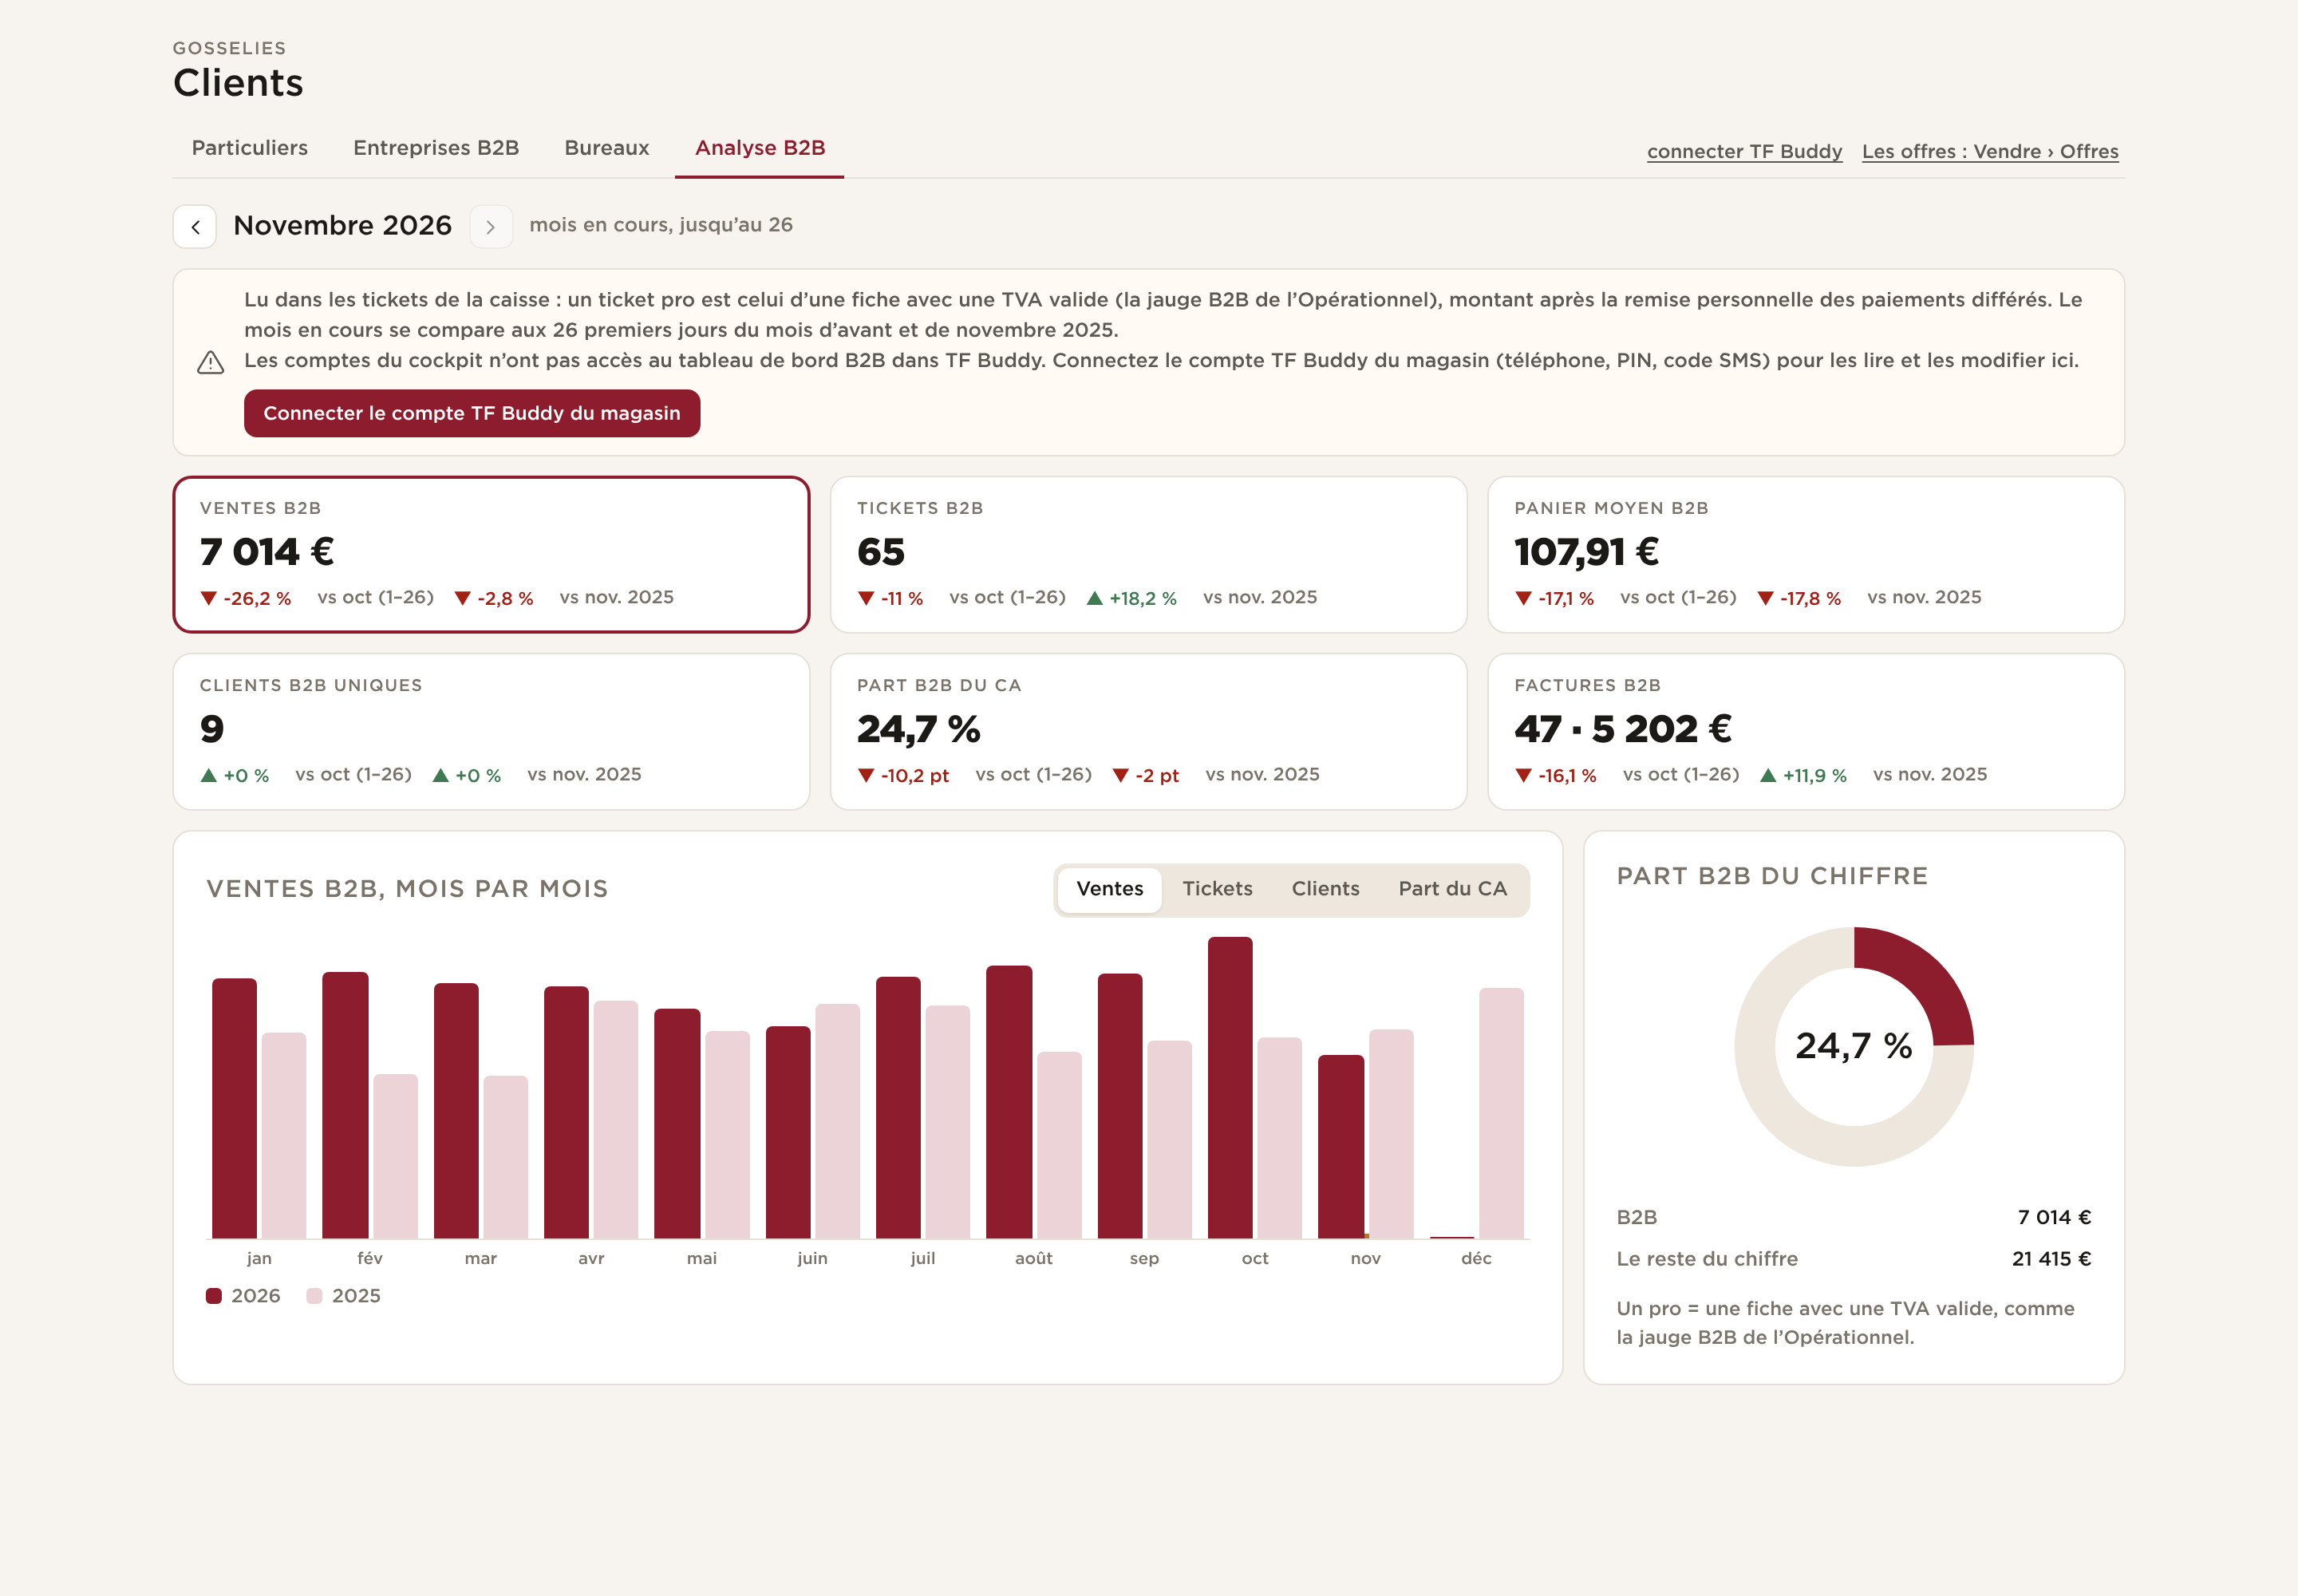 GOSSELIES
Clients
Particuliers Entreprises B2B Bureaux Analyse B2B connecter TF Buddy Les offres : Vendre › Offres
Novembre 2026 mois en cours, jusqu’au 26
Lu dans les tickets de la caisse : un ticket pro est celui d’une fiche avec une TVA valide (la jauge B2B de l’Opérationnel), montant après la remise personnelle des paiements différés. Le
mois en cours se compare aux 26 premiers jours du mois d’avant et de novembre 2025.
Les comptes du cockpit n’ont pas accès au tableau de bord B2B dans TF Buddy. Connectez le compte TF Buddy du magasin (téléphone, PIN, code SMS) pour les lire et les modifier ici.
Connecter le compte TF Buddy du magasin
VENTES B2B
7 014 €
▼ -26,2 % vs oct (1–26) ▼ -2,8 % vs nov. 2025
TICKETS B2B
65
▼ -11 % vs oct (1–26) ▲ +18,2 % vs nov. 2025
PANIER MOYEN B2B
107,91 €
▼ -17,1 % vs oct (1–26) ▼ -17,8 % vs nov. 2025
CLIENTS B2B UNIQUES
9
▲ +0 % vs oct (1–26) ▲ +0 % vs nov. 2025
PART B2B DU CA
24,7 %
▼ -10,2 pt vs oct (1–26) ▼ -2 pt vs nov. 2025
FACTURES B2B
47 · 5 202 €
▼ -16,1 % vs oct (1–26) ▲ +11,9 % vs nov. 2025
VENTES B2B, MOIS PAR MOIS
Ventes Tickets Clients Part du CA
jan fév mar avr mai juin juil août sep oct nov déc
2026 2025
PART B2B DU CHIFFRE
24,7 %
B2B 7 014 €
Le reste du chiffre 21 415 €
Un pro = une fiche avec une TVA valide, comme
la jauge B2B de l’Opérationnel.